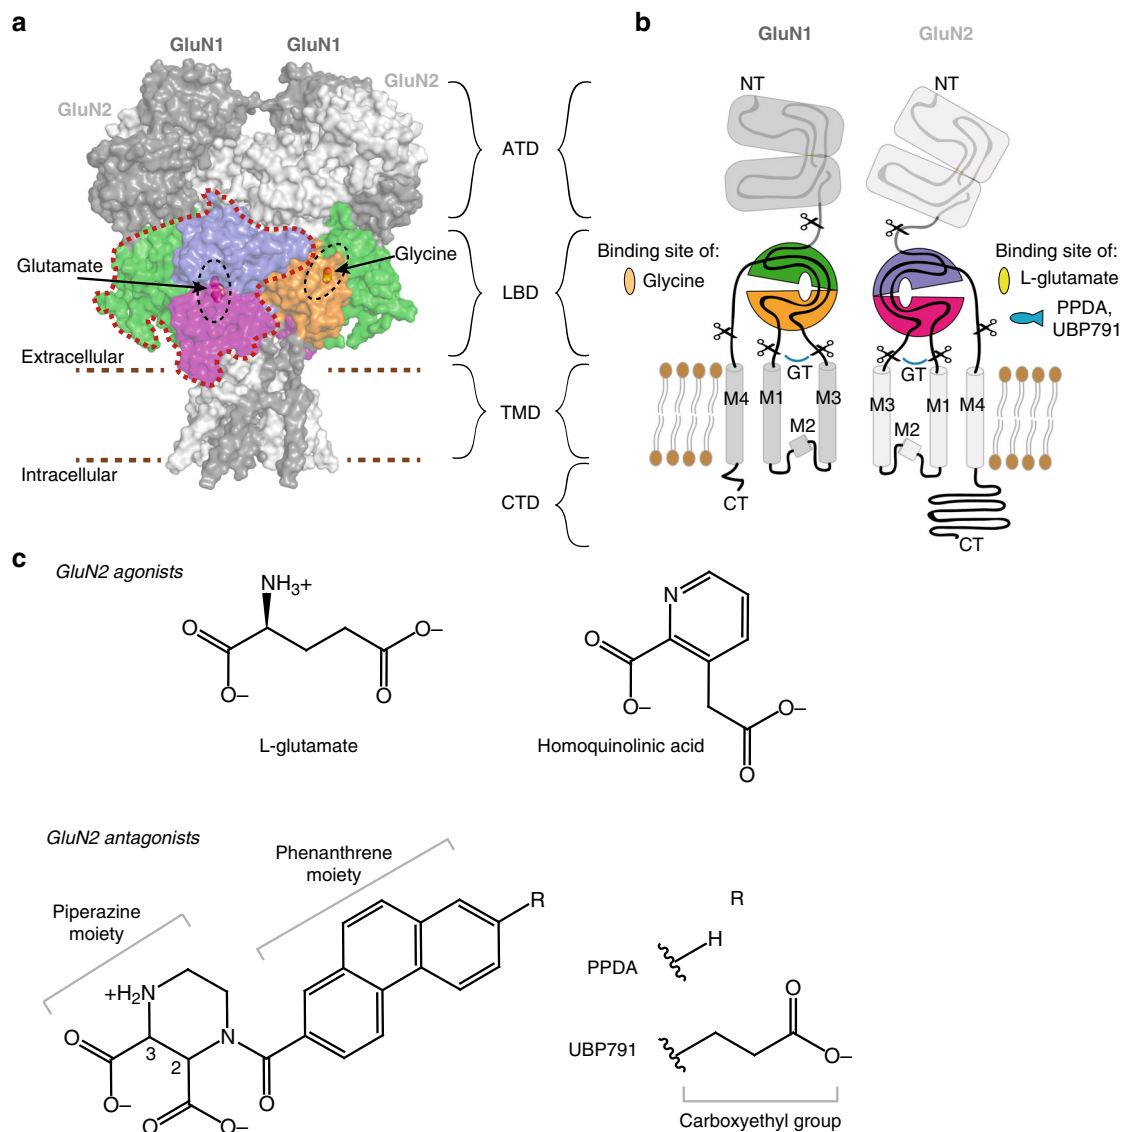 a
GluN1
GluN1
GluN2
GluN2
Glutamate
Glycine
Extracellular
Intracellular
ATD
LBD
TMD
CTD
b
GluN1
GluN2
NT
NT
Binding site of:
Glycine
Binding site of:
L-glutamate
PPDA,
UBP791
GT
GT
M4
M1
M3
M3
M1
M4
M2
M2
CT
CT
c
GluN2 agonists
NH3+
O
O–
O–
O
L-glutamate
N
O
O–
O–
O
Homoquinolinic acid
GluN2 antagonists
Phenanthrene
moiety
Piperazine
moiety
R
+H2N
N
O
3
2
O–
O
O–
O
R
PPDA
H
UBP791
O
O–
Carboxyethyl group